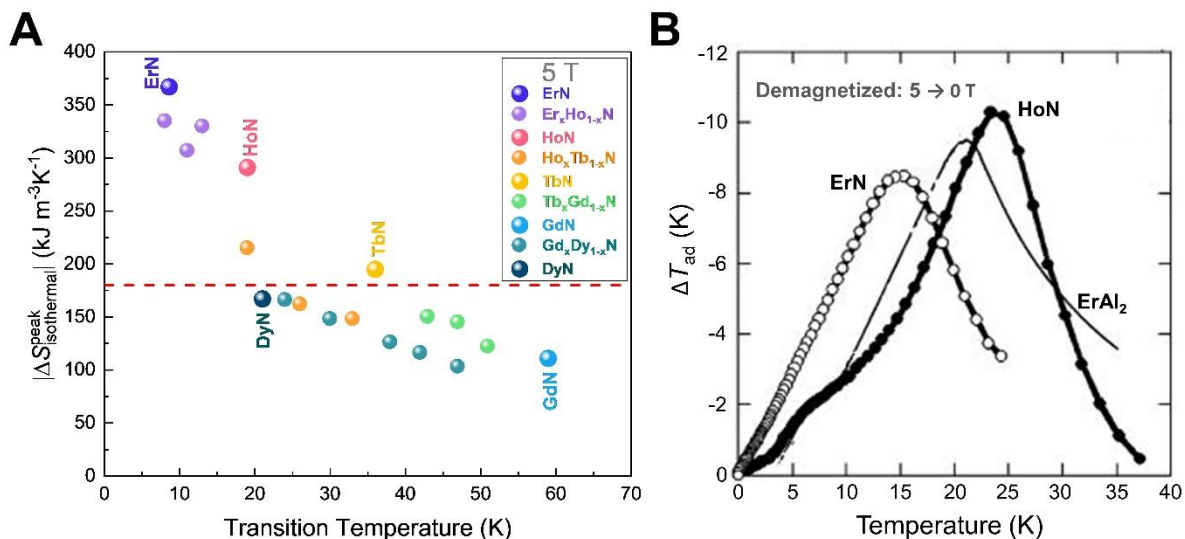 A
|ΔS^peak_isothermal| (kJ m⁻³K⁻¹)
400
350
300
250
200
150
100
50
0
0 10 20 30 40 50 60 70
Transition Temperature (K)
ErN
HoN
TbN
DyN
GdN
5 T
ErN
ErₓHo₁₋ₓN
HoN
HoₓTb₁₋ₓN
TbN
TbₓGd₁₋ₓN
GdN
GdₓDy₁₋ₓN
DyN
B
ΔT_ad (K)
-12
-10
-8
-6
-4
-2
0
0 5 10 15 20 25 30 35 40
Temperature (K)
Demagnetized: 5 → 0 T
HoN
ErN
ErAl₂